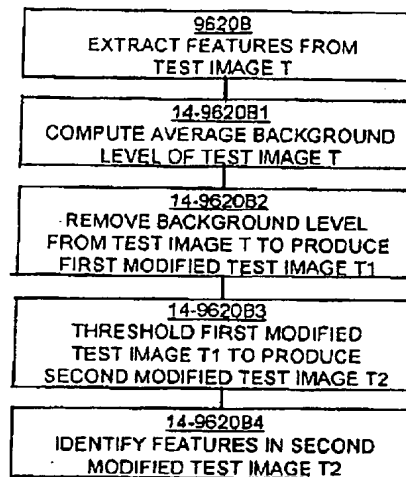 9620B
EXTRACT FEATURES FROM
TEST IMAGE T
14-9620B1
COMPUTE AVERAGE BACKGROUND
LEVEL OF TEST IMAGE T
14-9620B2
REMOVE BACKGROUND LEVEL
FROM TEST IMAGE T TO PRODUCE
FIRST MODIFIED TEST IMAGE T1
14-9620B3
THRESHOLD FIRST MODIFIED
TEST IMAGE T1 TO PRODUCE
SECOND MODIFIED TEST IMAGE T2
14-9620B4
IDENTIFY FEATURES IN SECOND
MODIFIED TEST IMAGE T2